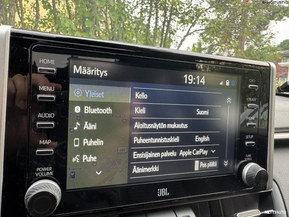 HOME
MENU
AUDIO
MAP
POWER
VOLUME
Määritys
19:14
Yleiset
Bluetooth
Ääni
Puhelin
Puhe
Kello
Kieli Suomi
Aloitusnäytön mukautus
Puheentunnistuskieli English
Ensisijainen palvelu Apple CarPlay
Äänimerkki Pois päältä
JBL